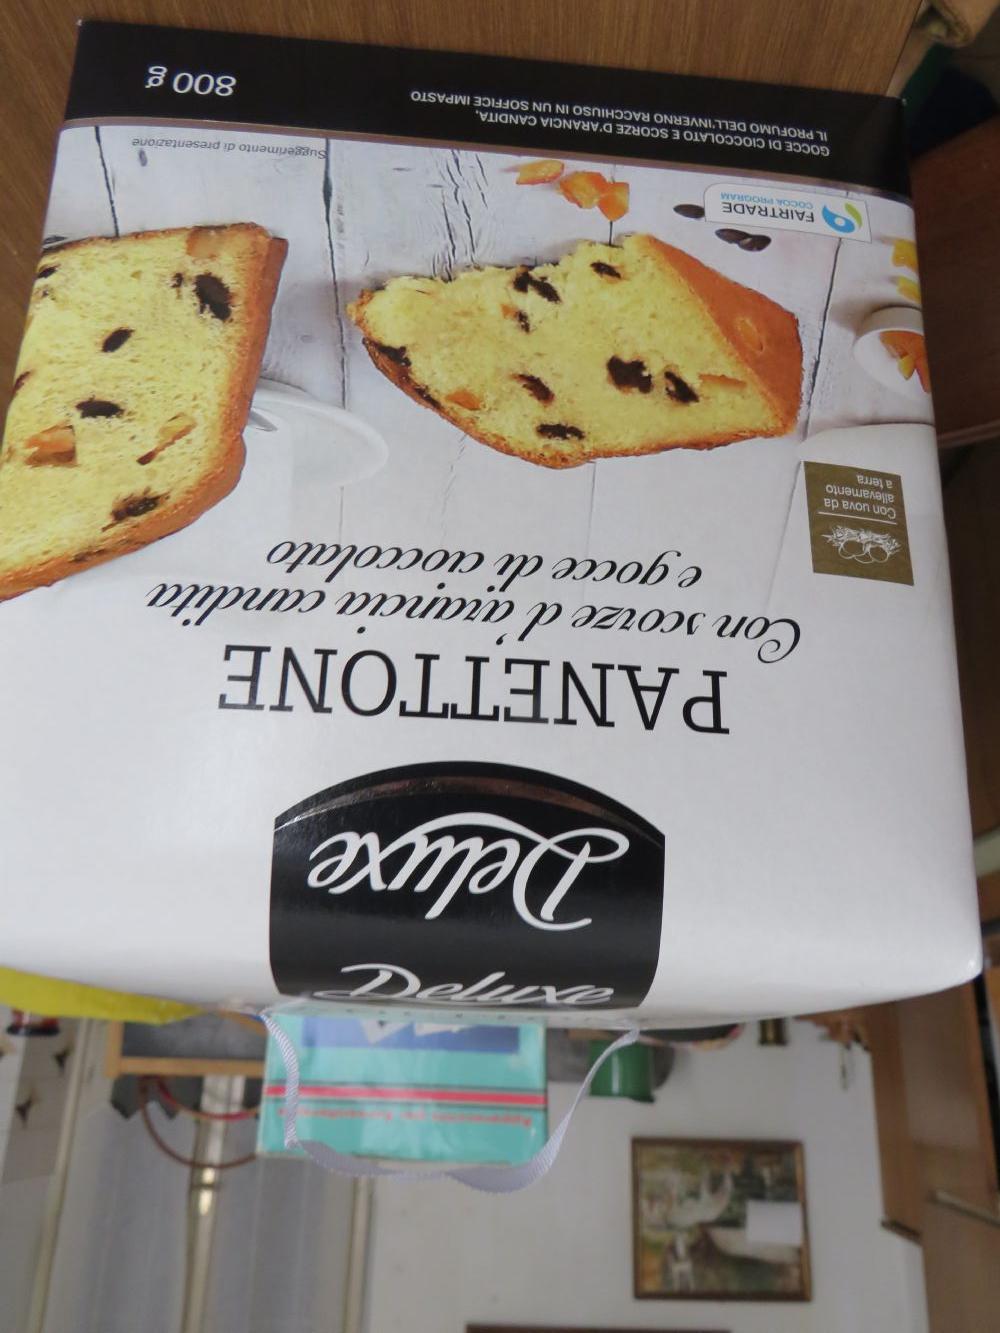 Deluxe
Deluxe
PANETTONE
Con scorze d'arancia candita
e gocce di cioccolato
Con uova da
allevamento
a terra
FAIRTRADE
COCOA PROGRAM
Suggerimento di presentazione
GOCCE DI CIOCCOLATO E SCORZE D'ARANCIA CANDITA.
IL PROFUMO DELL'INVERNO RACCHIUSO IN UN SOFFICE IMPASTO
800 g